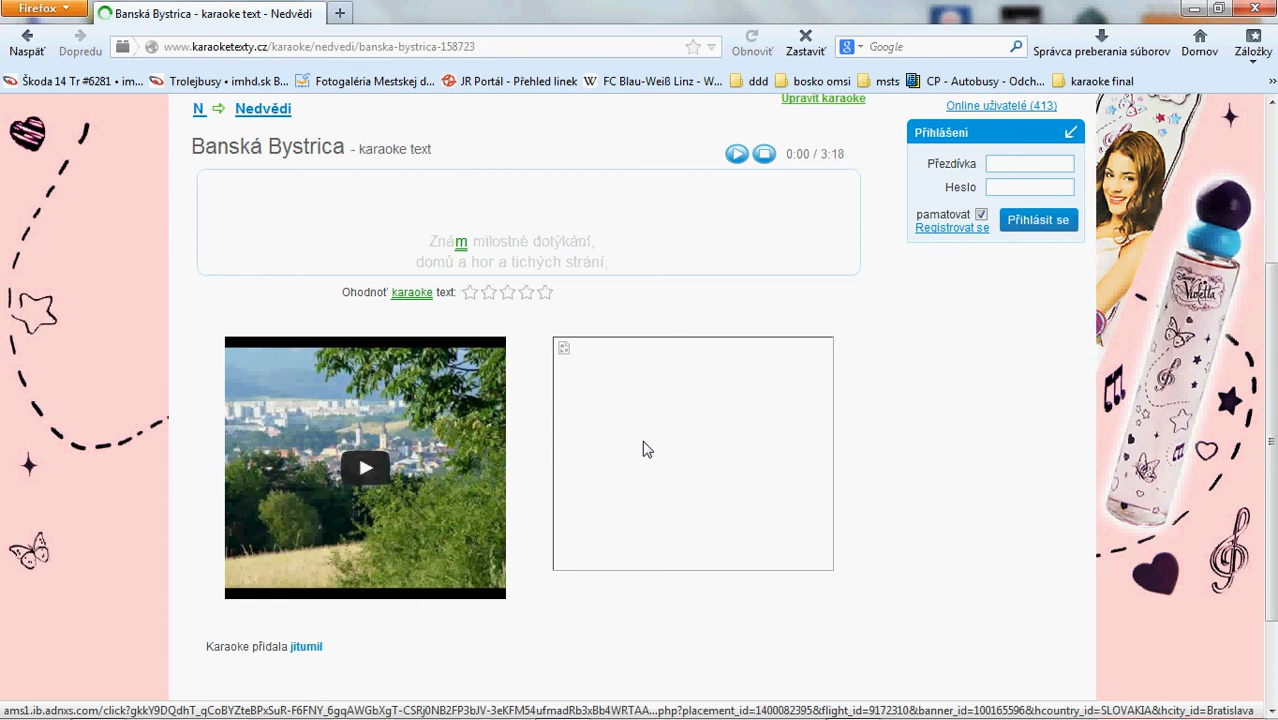 Firefox
Banská Bystrica - karaoke text - Nedvědi
Naspäť
Dopredu
www.karaoketexty.cz/karaoke/nedvedi/banska-bystrica-158723
Obnoviť
Zastaviť
Google
Správca preberania súborov
Domov
Záložky
Škoda 14 Tr #6281 • im...
Trolejbusy • imhd.sk B...
Fotogaléria Mestskej d...
JR Portál - Přehled linek
FC Blau-Weiß Linz - W...
ddd
bosko omsi
msts
CP - Autobusy - Odch...
karaoke final
»
N
Nedvědi
Upravit karaoke
Online uživatelé (413)
Přihlášení
Banská Bystrica - karaoke text
0:00 / 3:18
Přezdívka
Heslo
pamatovat
Přihlásit se
Registrovat se
Znám milostné dotýkání,
domů a hor a tichých strání,
Ohodnoť karaoke text:
Disney
Violetta
Karaoke přidala jitumil
ams1.ib.adnxs.com/click?gkkY9DQdhT_qCoBYZteBPxSuR-F6FNY_6gqAWGbXgT-CSRj0NB2FP3bJV-3eKFM54ufmadRb3xBb4WRTAA...php?placement_id=1400082395&flight_id=9172310&banner_id=100165596&hcountry_id=SLOVAKIA&hcity_id=Bratislava